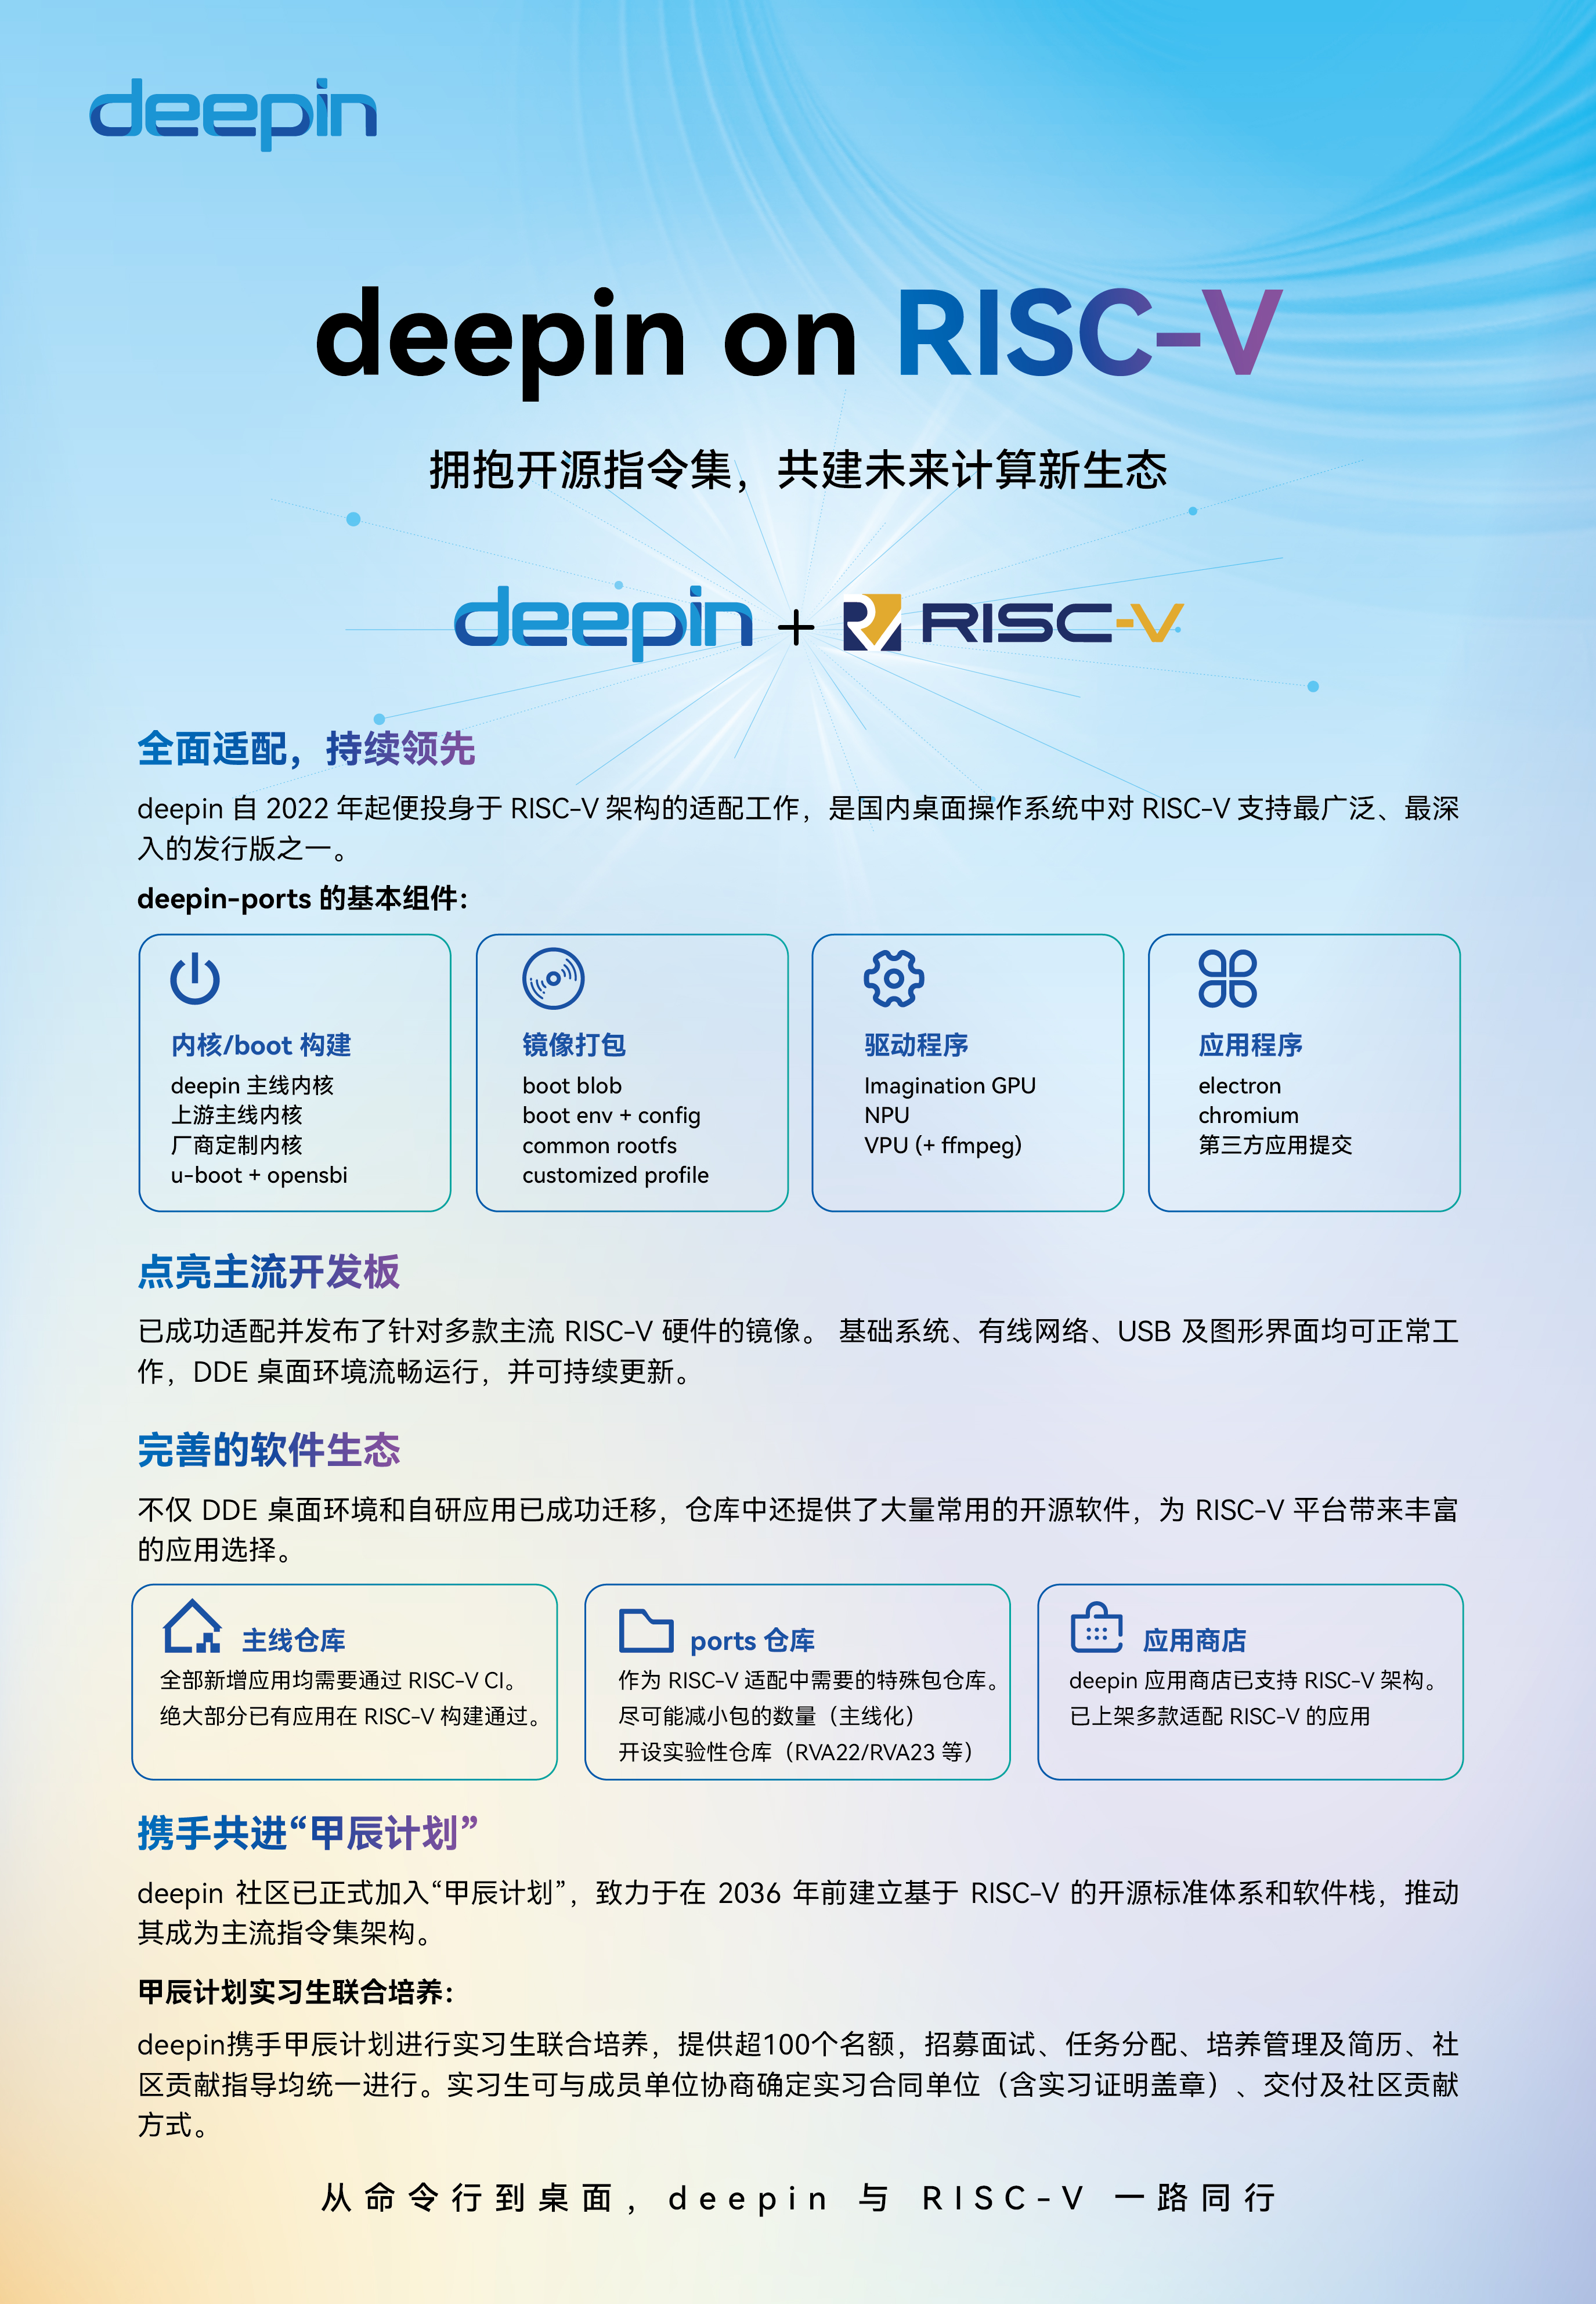 deepin
deepin on RISC-V
拥抱开源指令集，共建未来计算新生态
deepin + RISC-V
全面适配，持续领先
deepin 自 2022 年起便投身于 RISC-V 架构的适配工作，是国内桌面操作系统中对 RISC-V 支持最广泛、最深
入的发行版之一。
deepin-ports 的基本组件：
内核/boot 构建
deepin 主线内核
上游主线内核
厂商定制内核
u-boot + opensbi
镜像打包
boot blob
boot env + config
common rootfs
customized profile
驱动程序
Imagination GPU
NPU
VPU (+ ffmpeg)
应用程序
electron
chromium
第三方应用提交
点亮主流开发板
已成功适配并发布了针对多款主流 RISC-V 硬件的镜像。 基础系统、有线网络、USB 及图形界面均可正常工
作，DDE 桌面环境流畅运行，并可持续更新。
完善的软件生态
不仅 DDE 桌面环境和自研应用已成功迁移，仓库中还提供了大量常用的开源软件，为 RISC-V 平台带来丰富
的应用选择。
主线仓库
全部新增应用均需要通过 RISC-V CI。
绝大部分已有应用在 RISC-V 构建通过。
ports 仓库
作为 RISC-V 适配中需要的特殊包仓库。
尽可能减小包的数量（主线化）
开设实验性仓库（RVA22/RVA23 等）
应用商店
deepin 应用商店已支持 RISC-V 架构。
已上架多款适配 RISC-V 的应用
携手共进“甲辰计划”
deepin 社区已正式加入“甲辰计划”，致力于在 2036 年前建立基于 RISC-V 的开源标准体系和软件栈，推动
其成为主流指令集架构。
甲辰计划实习生联合培养：
deepin携手甲辰计划进行实习生联合培养，提供超100个名额，招募面试、任务分配、培养管理及简历、社
区贡献指导均统一进行。实习生可与成员单位协商确定实习合同单位（含实习证明盖章）、交付及社区贡献
方式。
从命令行到桌面，deepin 与 RISC-V 一路同行